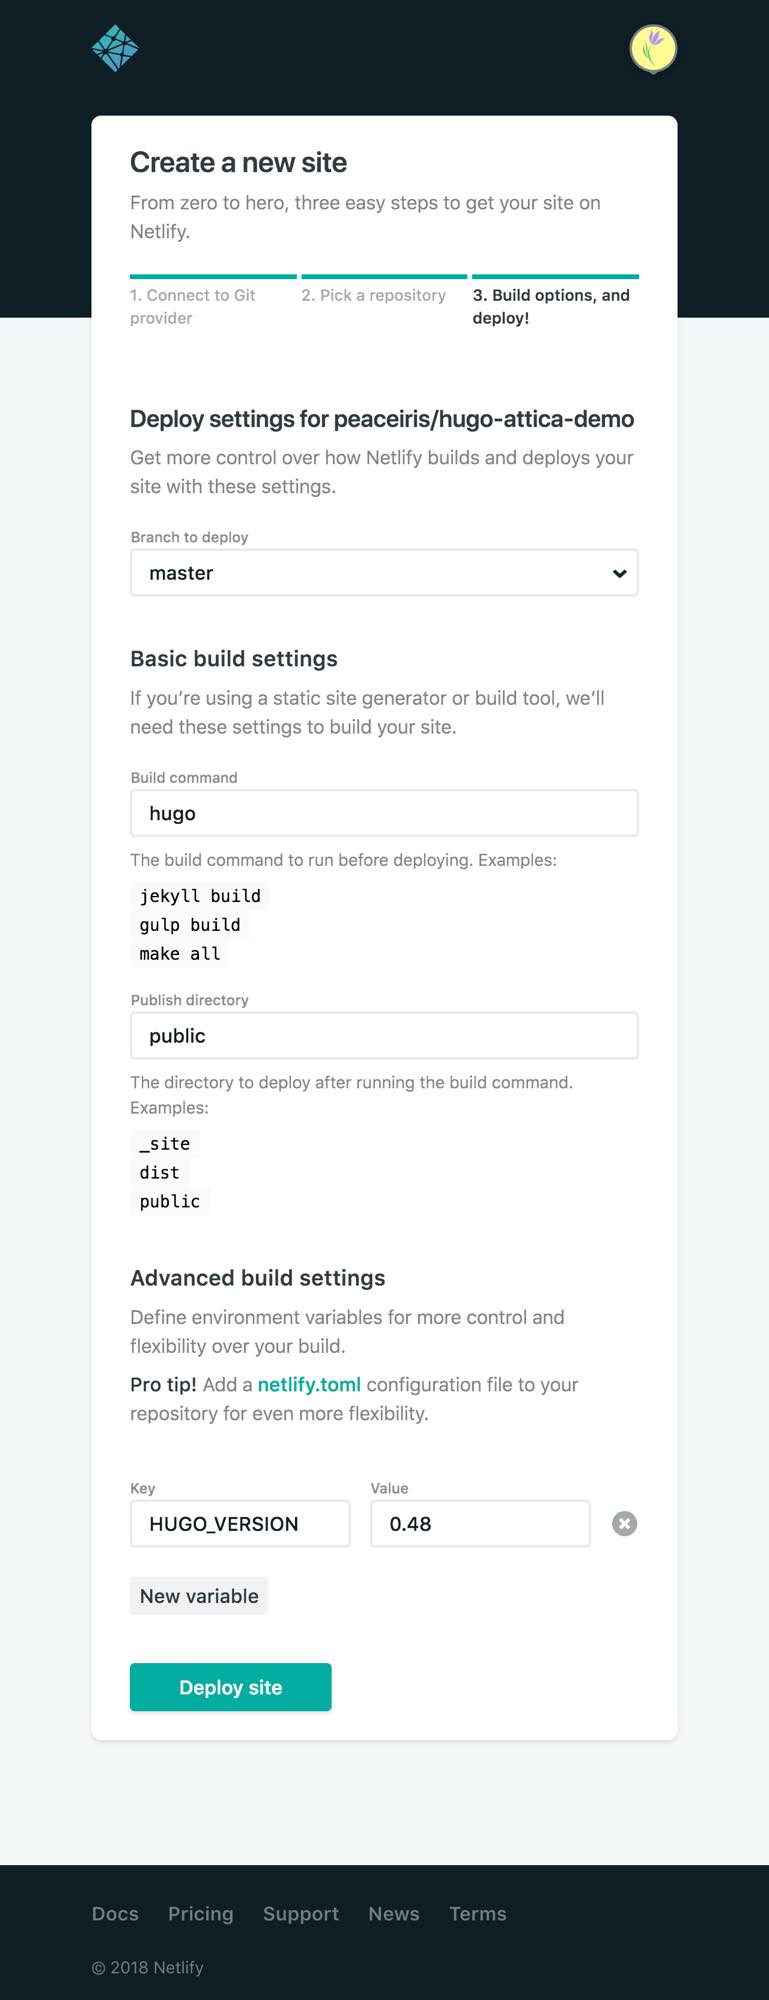 Create a new site
From zero to hero, three easy steps to get your site on
Netlify.
1. Connect to Git
provider
2. Pick a repository
3. Build options, and
deploy!
Deploy settings for peaceiris/hugo-attica-demo
Get more control over how Netlify builds and deploys your
site with these settings.
Branch to deploy
master
Basic build settings
If you’re using a static site generator or build tool, we’ll
need these settings to build your site.
Build command
hugo
The build command to run before deploying. Examples:
jekyll build
gulp build
make all
Publish directory
public
The directory to deploy after running the build command.
Examples:
_site
dist
public
Advanced build settings
Define environment variables for more control and
flexibility over your build.
Pro tip! Add a netlify.toml configuration file to your
repository for even more flexibility.
Key Value
HUGO_VERSION 0.48
New variable
Deploy site
Docs Pricing Support News Terms
© 2018 Netlify